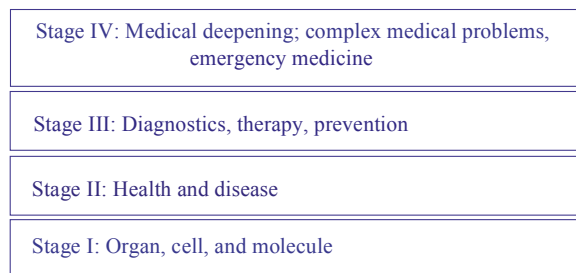 Stage IV: Medical deepening; complex medical problems,
emergency medicine
Stage III: Diagnostics, therapy, prevention
Stage II: Health and disease
Stage I: Organ, cell, and molecule